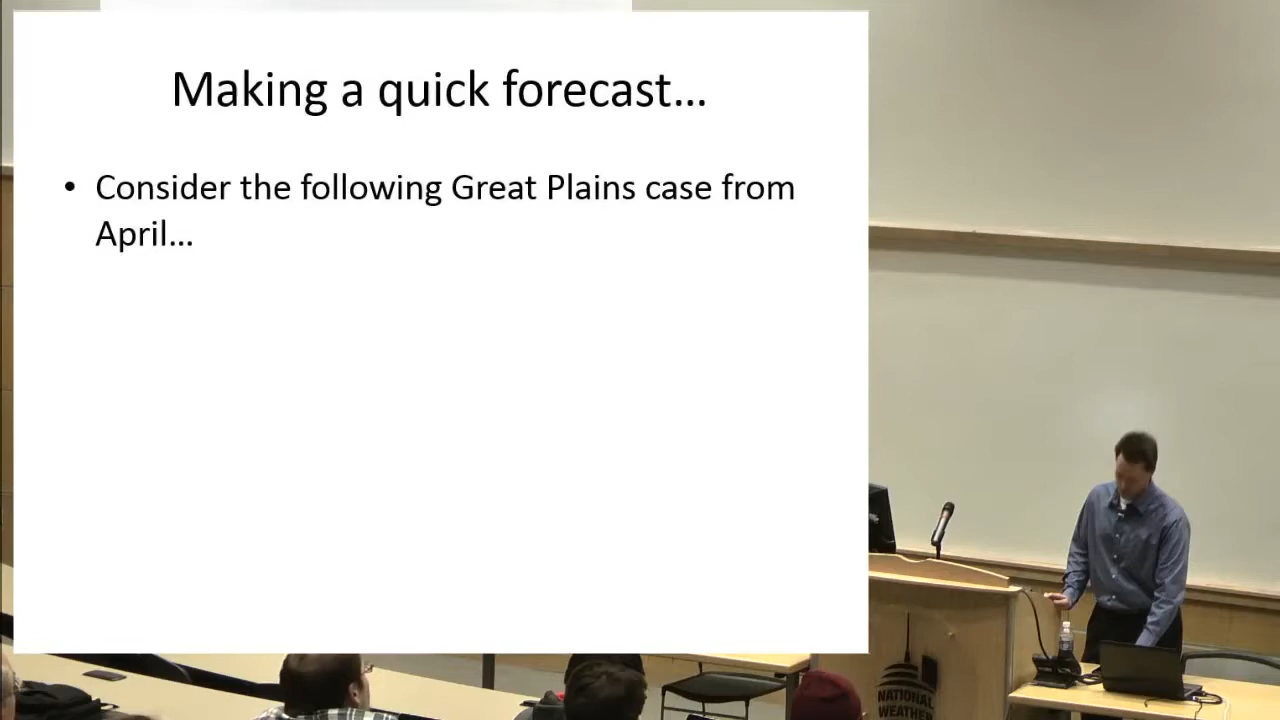 Making a quick forecast…
• Consider the following Great Plains case from
April…
NATIONAL
WEATHER